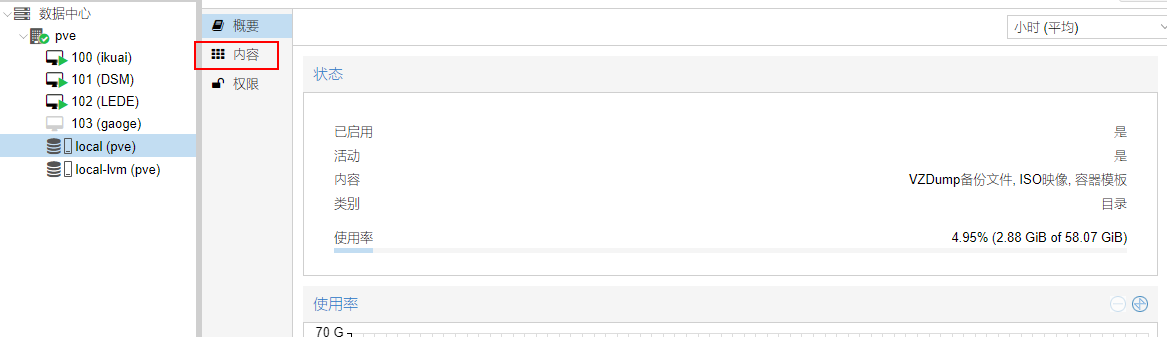 数据中心
pve
100 (ikuai)
101 (DSM)
102 (LEDE)
103 (gaoge)
local (pve)
local-lvm (pve)
概要
内容
权限
小时 (平均)
状态
已启用 是
活动 是
内容 VZDump备份文件, ISO映像, 容器模板
类别 目录
使用率 4.95% (2.88 GiB of 58.07 GiB)
使用率
70 G